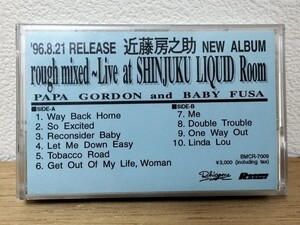 '96.8.21 RELEASE 近藤房之助 NEW ALBUM
rough mixed ~Live at SHINJUKU LIQUID Room
PAPA GORDON and BABY FUSA
SIDE-A
1. Way Back Home
2. So Excited
3. Reconsider Baby
4. Let Me Down Easy
5. Tobacco Road
6. Get Out Of My Life, Woman
SIDE-B
7. Me
8. Double Trouble
9. One Way Out
10. Linda Lou
BMCR-7009
¥3,000 (including tax)